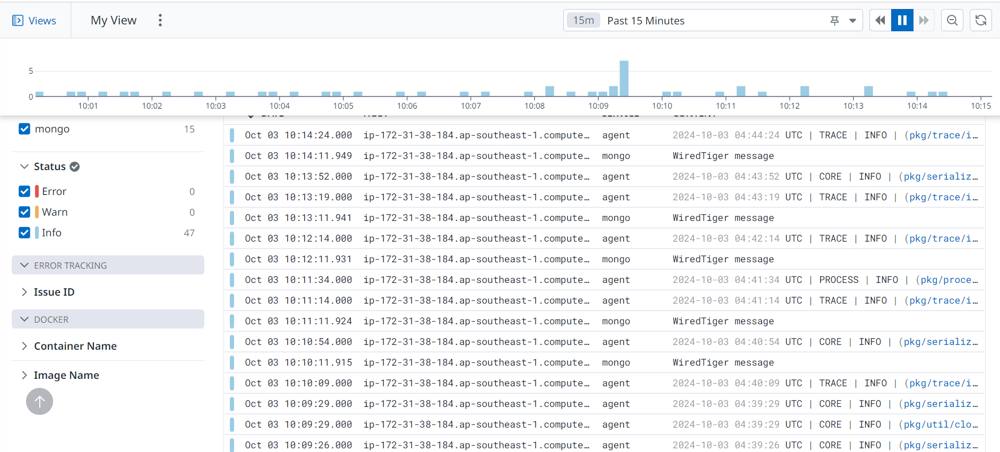 Views My View 15m Past 15 Minutes
5
0
10:01 10:02 10:03 10:04 10:05 10:06 10:07 10:08 10:09 10:10 10:11 10:12 10:13 10:14 10:15
DATE HOST SERVICE CONTENT
mongo 15
Status
Error 0
Warn 0
Info 47
ERROR TRACKING
Issue ID
DOCKER
Container Name
Image Name
Oct 03 10:14:24.000 ip-172-31-38-184.ap-southeast-1.compute… agent 2024-10-03 04:44:24 UTC | TRACE | INFO | (pkg/trace/i…
Oct 03 10:14:11.949 ip-172-31-38-184.ap-southeast-1.compute… mongo WiredTiger message
Oct 03 10:13:52.000 ip-172-31-38-184.ap-southeast-1.compute… agent 2024-10-03 04:43:52 UTC | CORE | INFO | (pkg/serializ…
Oct 03 10:13:19.000 ip-172-31-38-184.ap-southeast-1.compute… agent 2024-10-03 04:43:19 UTC | TRACE | INFO | (pkg/trace/i…
Oct 03 10:13:11.941 ip-172-31-38-184.ap-southeast-1.compute… mongo WiredTiger message
Oct 03 10:12:14.000 ip-172-31-38-184.ap-southeast-1.compute… agent 2024-10-03 04:42:14 UTC | TRACE | INFO | (pkg/trace/i…
Oct 03 10:12:11.931 ip-172-31-38-184.ap-southeast-1.compute… mongo WiredTiger message
Oct 03 10:11:34.000 ip-172-31-38-184.ap-southeast-1.compute… agent 2024-10-03 04:41:34 UTC | PROCESS | INFO | (pkg/proce…
Oct 03 10:11:14.000 ip-172-31-38-184.ap-southeast-1.compute… agent 2024-10-03 04:41:14 UTC | TRACE | INFO | (pkg/trace/i…
Oct 03 10:11:11.924 ip-172-31-38-184.ap-southeast-1.compute… mongo WiredTiger message
Oct 03 10:10:54.000 ip-172-31-38-184.ap-southeast-1.compute… agent 2024-10-03 04:40:54 UTC | CORE | INFO | (pkg/serializ…
Oct 03 10:10:11.915 ip-172-31-38-184.ap-southeast-1.compute… mongo WiredTiger message
Oct 03 10:10:09.000 ip-172-31-38-184.ap-southeast-1.compute… agent 2024-10-03 04:40:09 UTC | TRACE | INFO | (pkg/trace/i…
Oct 03 10:09:29.000 ip-172-31-38-184.ap-southeast-1.compute… agent 2024-10-03 04:39:29 UTC | CORE | INFO | (pkg/serializ…
Oct 03 10:09:29.000 ip-172-31-38-184.ap-southeast-1.compute… agent 2024-10-03 04:39:29 UTC | CORE | INFO | (pkg/util/clo…
Oct 03 10:09:26.000 ip-172-31-38-184.ap-southeast-1.compute… agent 2024-10-03 04:39:26 UTC | CORE | INFO | (pkg/serializ…